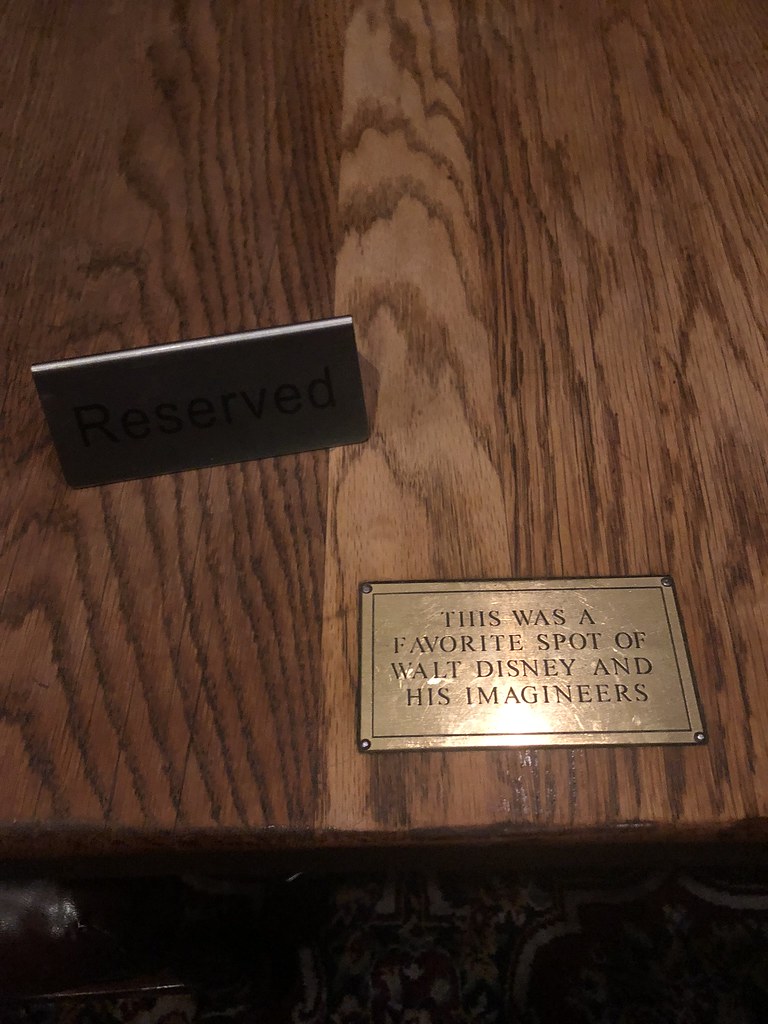 Reserved
THIS WAS A
FAVORITE SPOT OF
WALT DISNEY AND
HIS IMAGINEERS